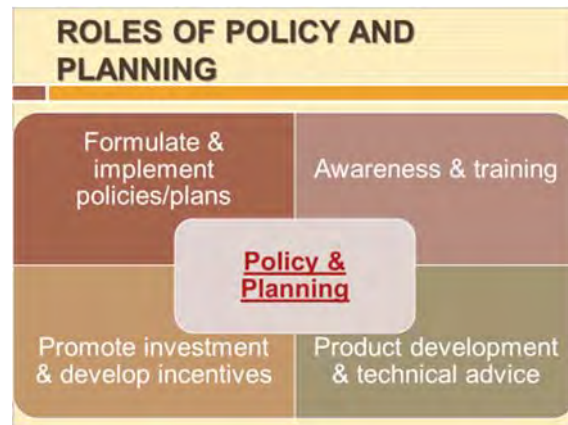 ROLES OF POLICY AND
PLANNING
Formulate &
implement
policies/plans
Awareness & training
Policy &
Planning
Promote investment
& develop incentives
Product development
& technical advice